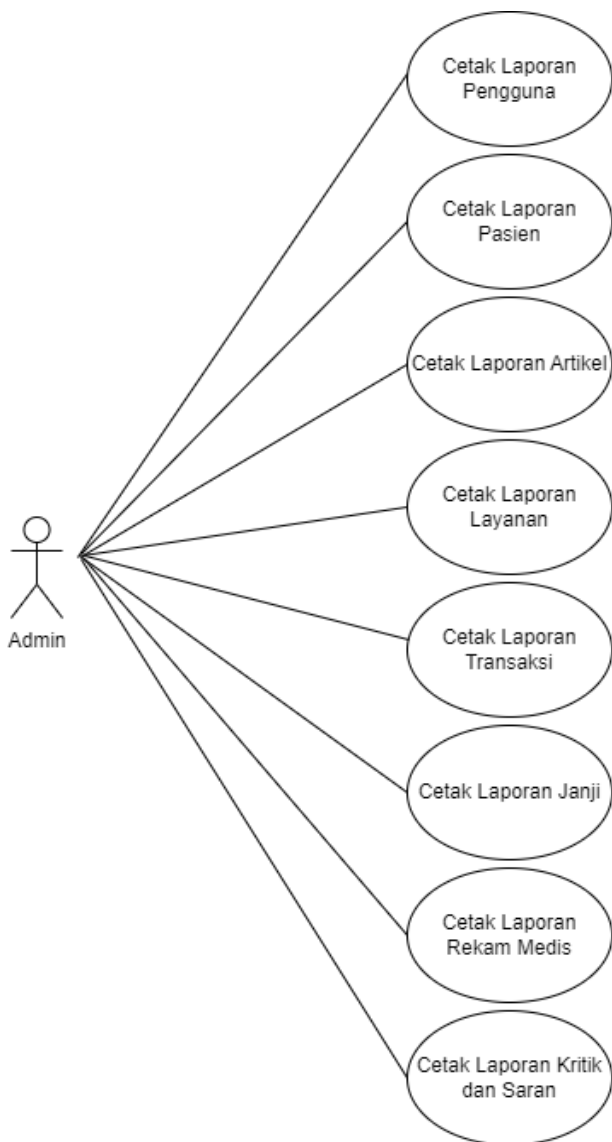 Cetak Laporan
Pengguna
Cetak Laporan
Pasien
Cetak Laporan Artikel
Cetak Laporan
Layanan
Admin
Cetak Laporan
Transaksi
Cetak Laporan Janji
Cetak Laporan
Rekam Medis
Cetak Laporan Kritik
dan Saran